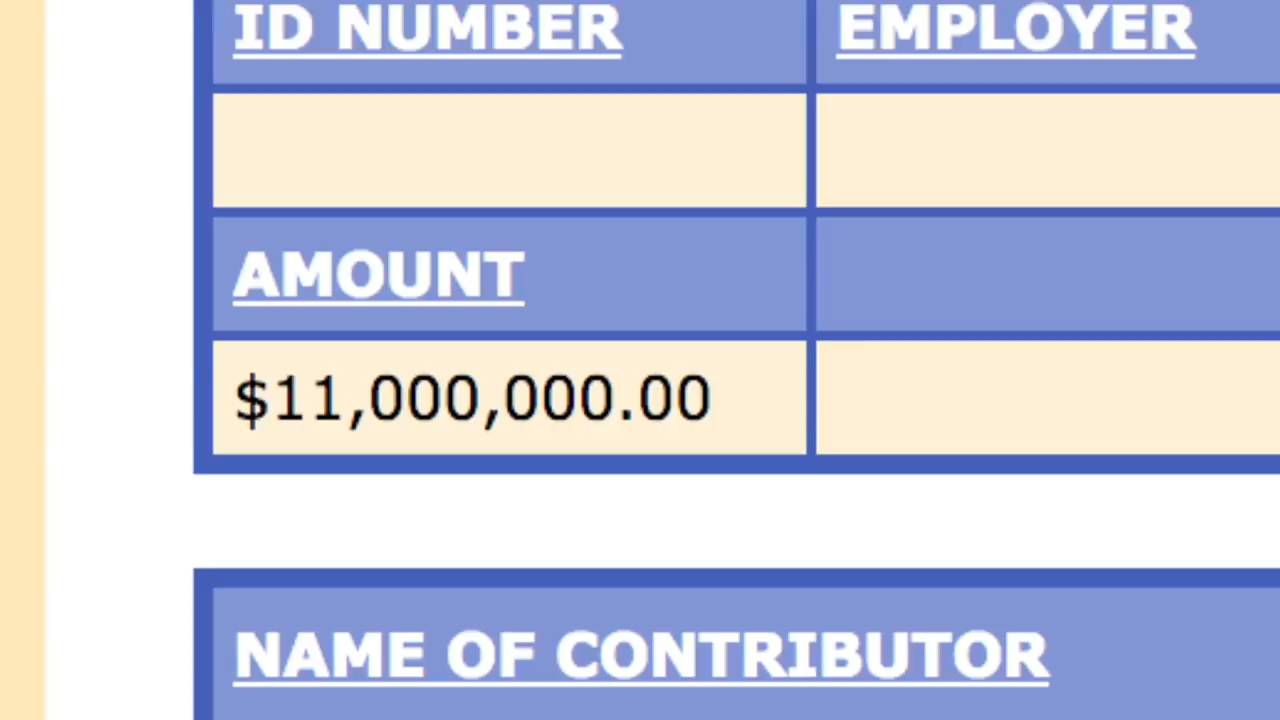 ID NUMBER EMPLOYER
AMOUNT
$11,000,000.00
NAME OF CONTRIBUTOR